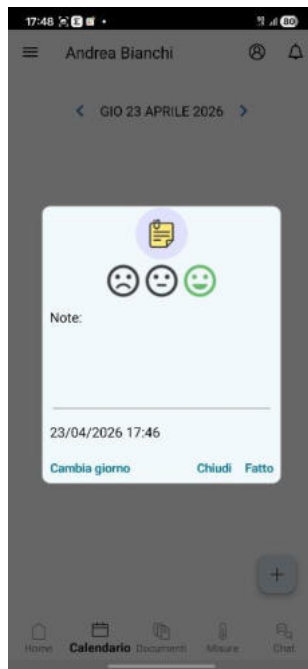 17:48
80
Andrea Bianchi
GIO 23 APRILE 2026
Note:
23/04/2026 17:46
Cambia giorno Chiudi Fatto
+
Home Calendario Documenti Misure Chat